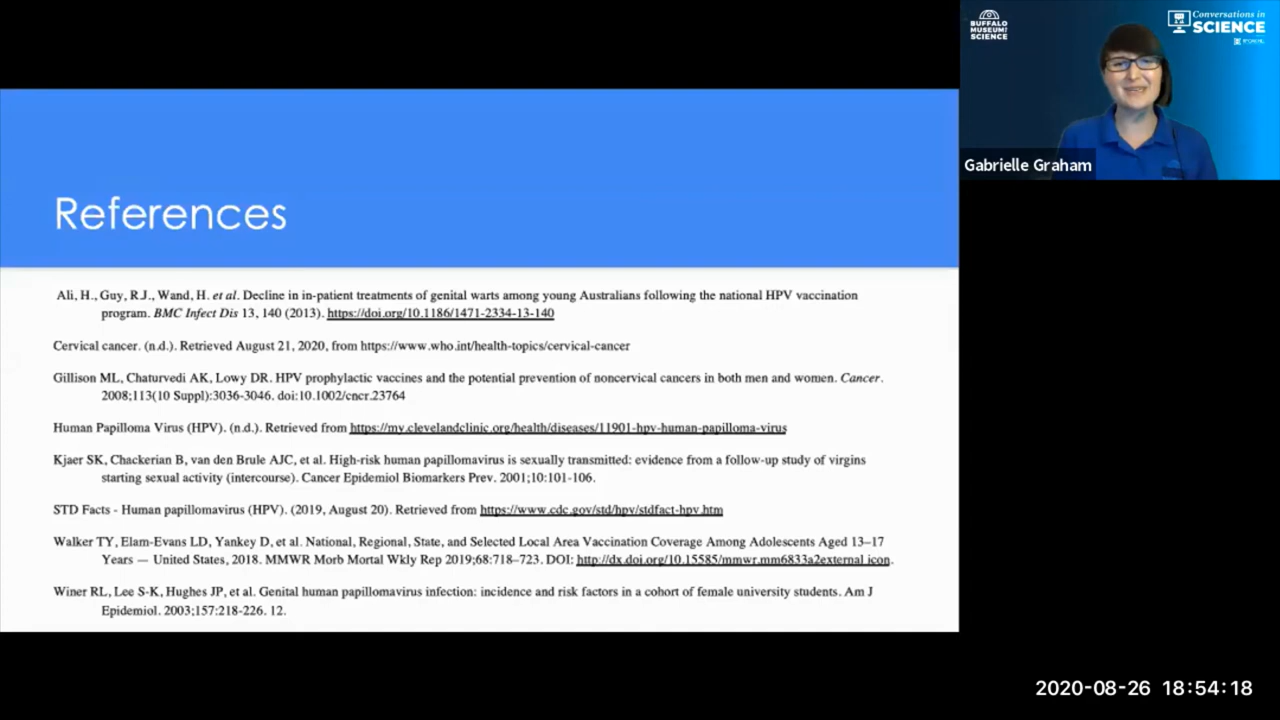 BUFFALO
MUSEUM OF
SCIENCE
Conversations in
SCIENCE
Gabrielle Graham
References
Ali, H., Guy, R.J., Wand, H. et al. Decline in in-patient treatments of genital warts among young Australians following the national HPV vaccination
program. BMC Infect Dis 13, 140 (2013). https://doi.org/10.1186/1471-2334-13-140
Cervical cancer. (n.d.). Retrieved August 21, 2020, from https://www.who.int/health-topics/cervical-cancer
Gillison ML, Chaturvedi AK, Lowy DR. HPV prophylactic vaccines and the potential prevention of noncervical cancers in both men and women. Cancer.
2008;113(10 Suppl):3036-3046. doi:10.1002/cncr.23764
Human Papilloma Virus (HPV). (n.d.). Retrieved from https://my.clevelandclinic.org/health/diseases/11901-hpv-human-papilloma-virus
Kjaer SK, Chackerian B, van den Brule AJC, et al. High-risk human papillomavirus is sexually transmitted: evidence from a follow-up study of virgins
starting sexual activity (intercourse). Cancer Epidemiol Biomarkers Prev. 2001;10:101-106.
STD Facts - Human papillomavirus (HPV). (2019, August 20). Retrieved from https://www.cdc.gov/std/hpv/stdfact-hpv.htm
Walker TY, Elam-Evans LD, Yankey D, et al. National, Regional, State, and Selected Local Area Vaccination Coverage Among Adolescents Aged 13–17
Years — United States, 2018. MMWR Morb Mortal Wkly Rep 2019;68:718–723. DOI: http://dx.doi.org/10.15585/mmwr.mm6833a2external icon.
Winer RL, Lee S-K, Hughes JP, et al. Genital human papillomavirus infection: incidence and risk factors in a cohort of female university students. Am J
Epidemiol. 2003;157:218-226. 12.
2020-08-26 18:54:18